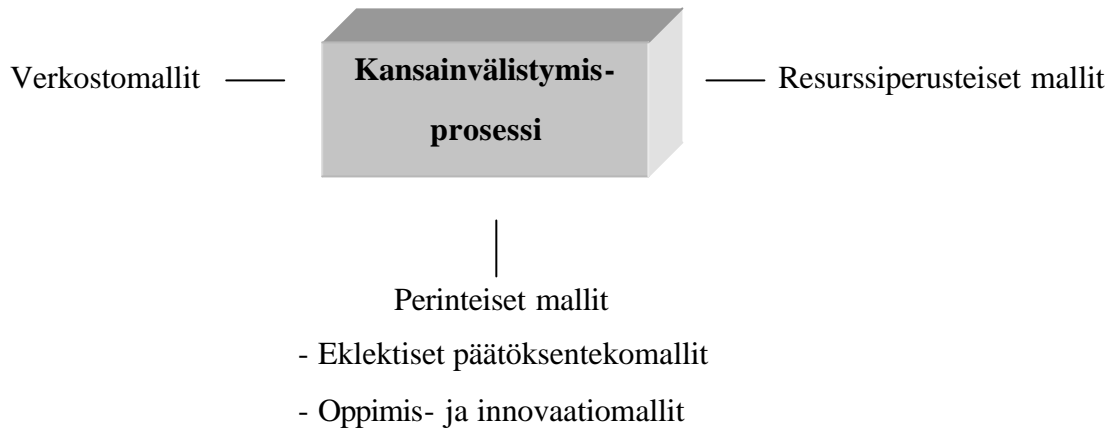 Kansainvälistymis-
prosessi
Verkostomallit
Resurssiperusteiset mallit
Perinteiset mallit
- Eklektiset päätöksentekomallit
- Oppimis- ja innovaatiomallit